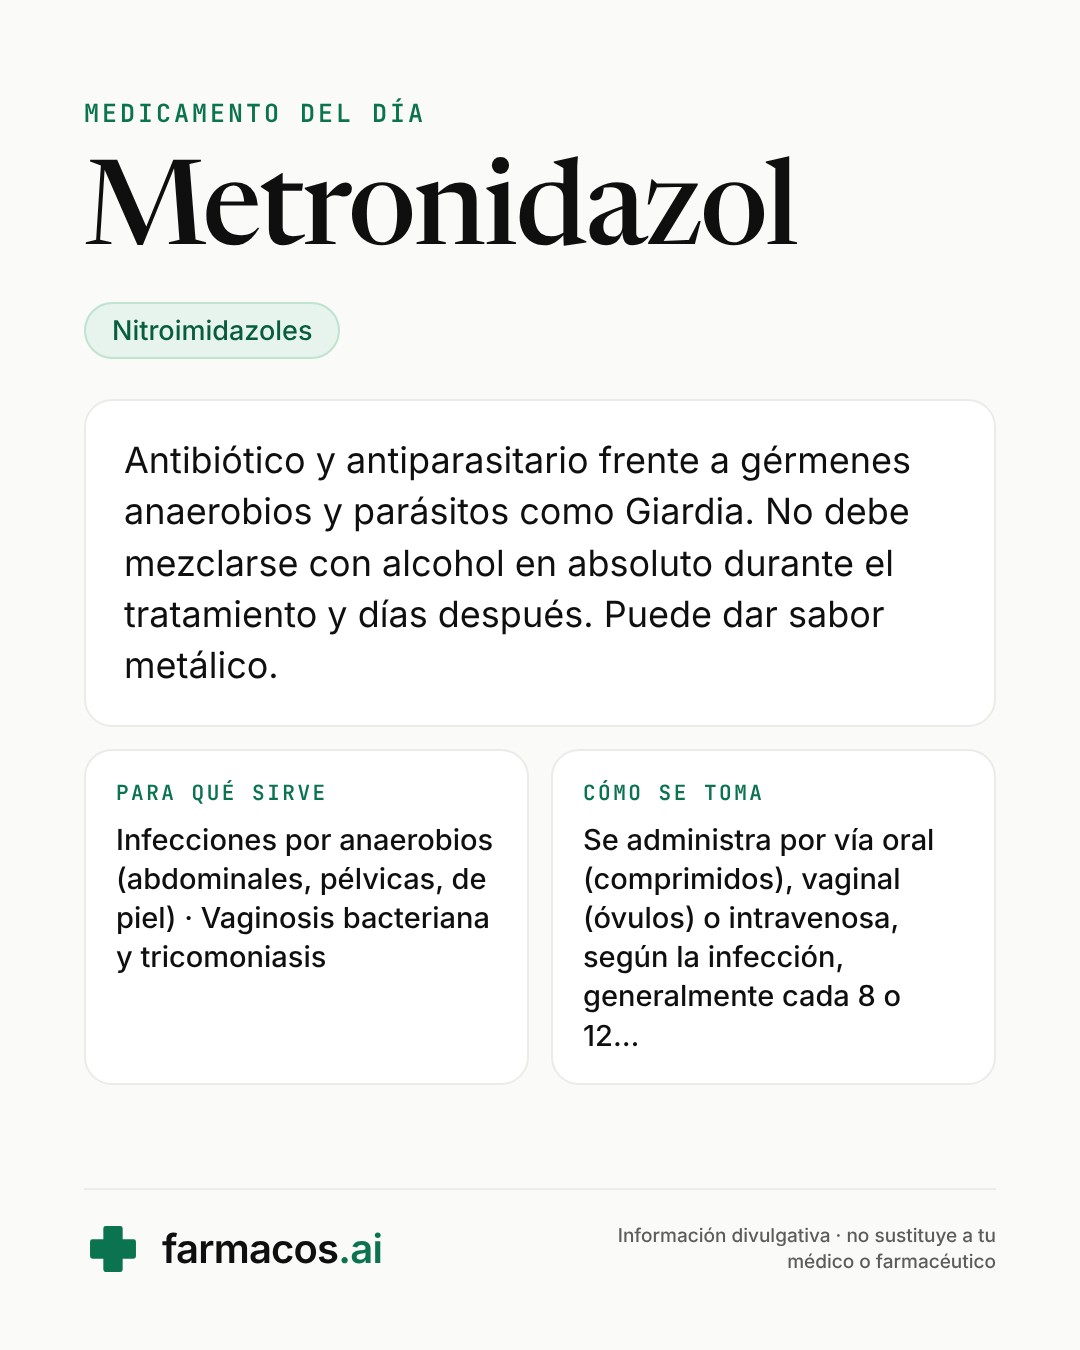 MEDICAMENTO DEL DÍA
Metronidazol
Nitroimidazoles
Antibiótico y antiparasitario frente a gérmenes
anaerobios y parásitos como Giardia. No debe
mezclarse con alcohol en absoluto durante el
tratamiento y días después. Puede dar sabor
metálico.
PARA QUÉ SIRVE
Infecciones por anaerobios
(abdominales, pélvicas, de
piel) · Vaginosis bacteriana
y tricomoniasis
CÓMO SE TOMA
Se administra por vía oral
(comprimidos), vaginal
(óvulos) o intravenosa,
según la infección,
generalmente cada 8 o
12...
farmacos.ai
Información divulgativa · no sustituye a tu
médico o farmacéutico